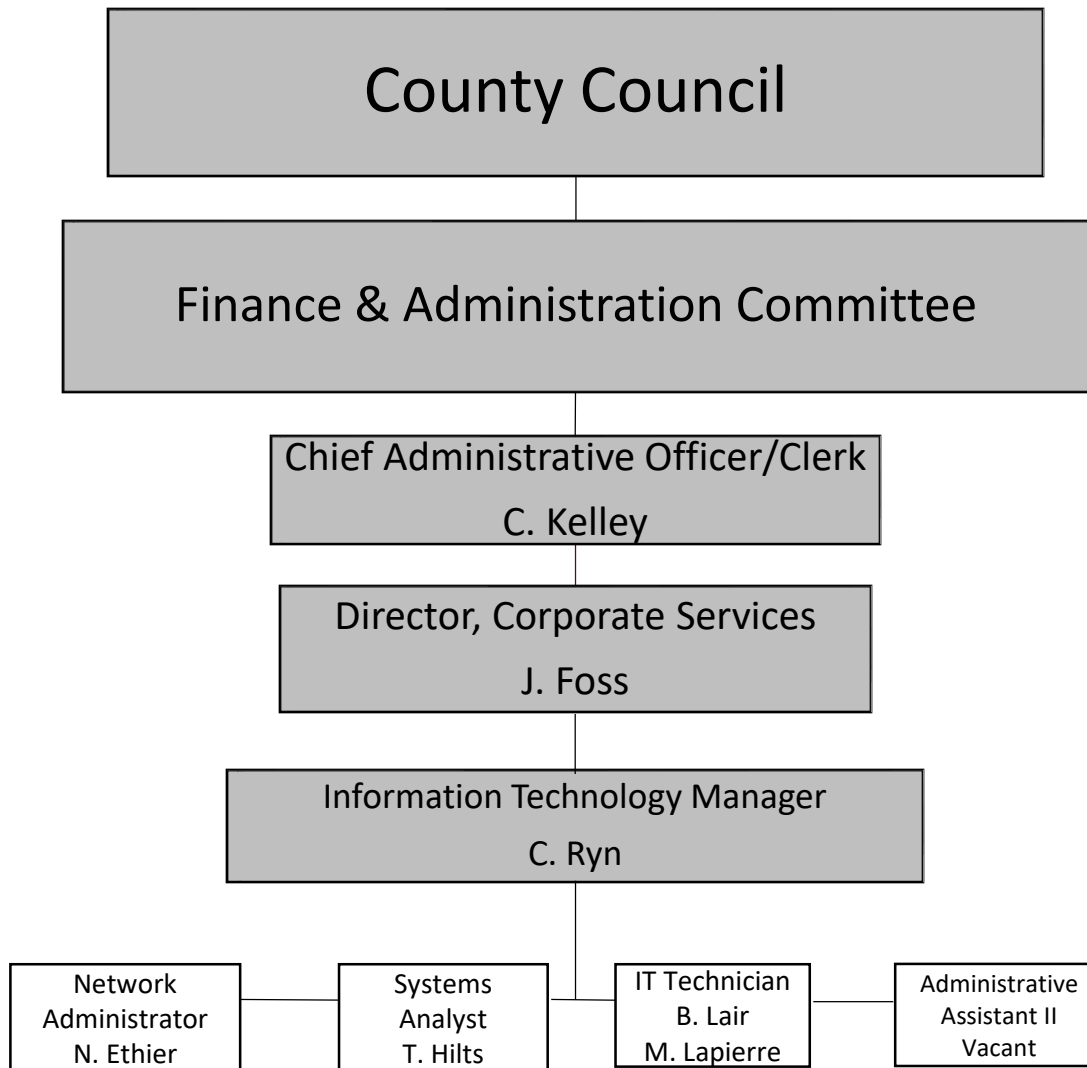 County Council
Finance & Administration Committee
Chief Administrative Officer/Clerk
C. Kelley
Director, Corporate Services
J. Foss
Information Technology Manager
C. Ryn
Network
Administrator
N. Ethier
Systems
Analyst
T. Hilts
IT Technician
B. Lair
M. Lapierre
Administrative
Assistant II
Vacant